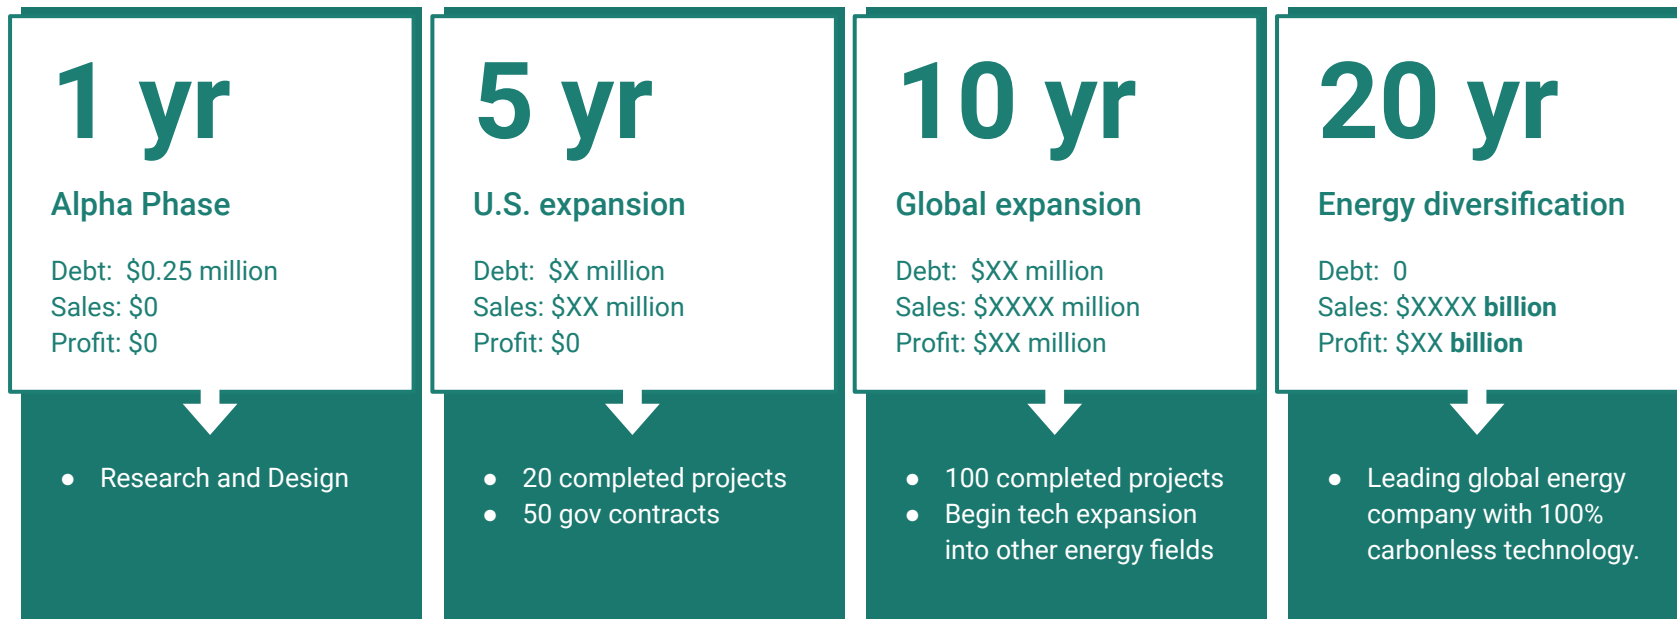 1 yr
Alpha Phase
Debt:  $0.25 million
Sales: $0
Profit: $0
● Research and Design
5 yr
U.S. expansion
Debt:  $X million
Sales: $XX million
Profit: $0
● 20 completed projects
● 50 gov contracts
10 yr
Global expansion
Debt:  $XX million
Sales: $XXXX million
Profit: $XX million
● 100 completed projects
● Begin tech expansion
into other energy fields
20 yr
Energy diversification
Debt:  0
Sales: $XXXX billion
Profit: $XX billion
● Leading global energy
company with 100%
carbonless technology.